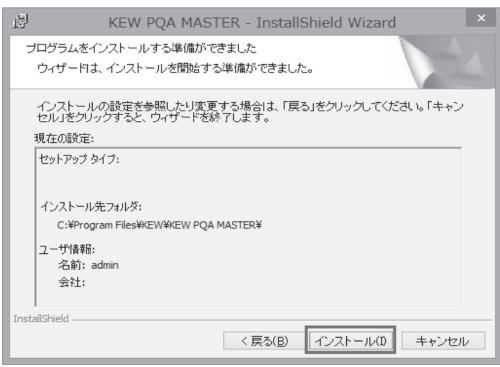 KEW PQA MASTER - InstallShield Wizard
プログラムをインストールする準備ができました
ウィザードは、インストールを開始する準備ができました。
インストールの設定を参照したり変更する場合は、「戻る」をクリックしてください。「キャン
セル」をクリックすると、ウィザードを終了します。
現在の設定:
セットアップ タイプ:
インストール先フォルダ:
C:¥Program Files¥KEW¥KEW PQA MASTER¥
ユーザ情報:
名前: admin
会社:
InstallShield
< 戻る(B)
インストール(I)
キャンセル